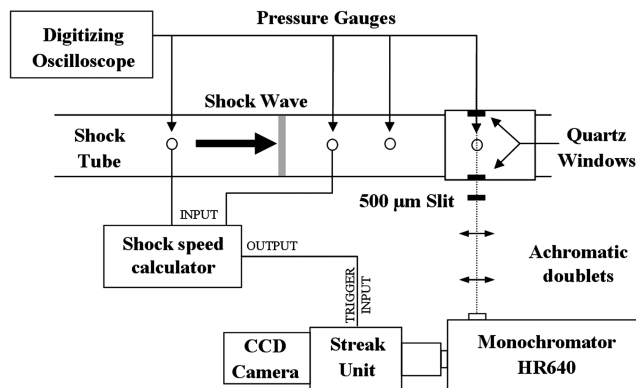 Digitizing
Oscilloscope
Pressure Gauges
Shock Wave
Shock
Tube
Quartz
Windows
500 µm Slit
INPUT
Shock speed
calculator
OUTPUT
TRIGGER
INPUT
Achromatic
doublets
CCD
Camera
Streak
Unit
Monochromator
HR640